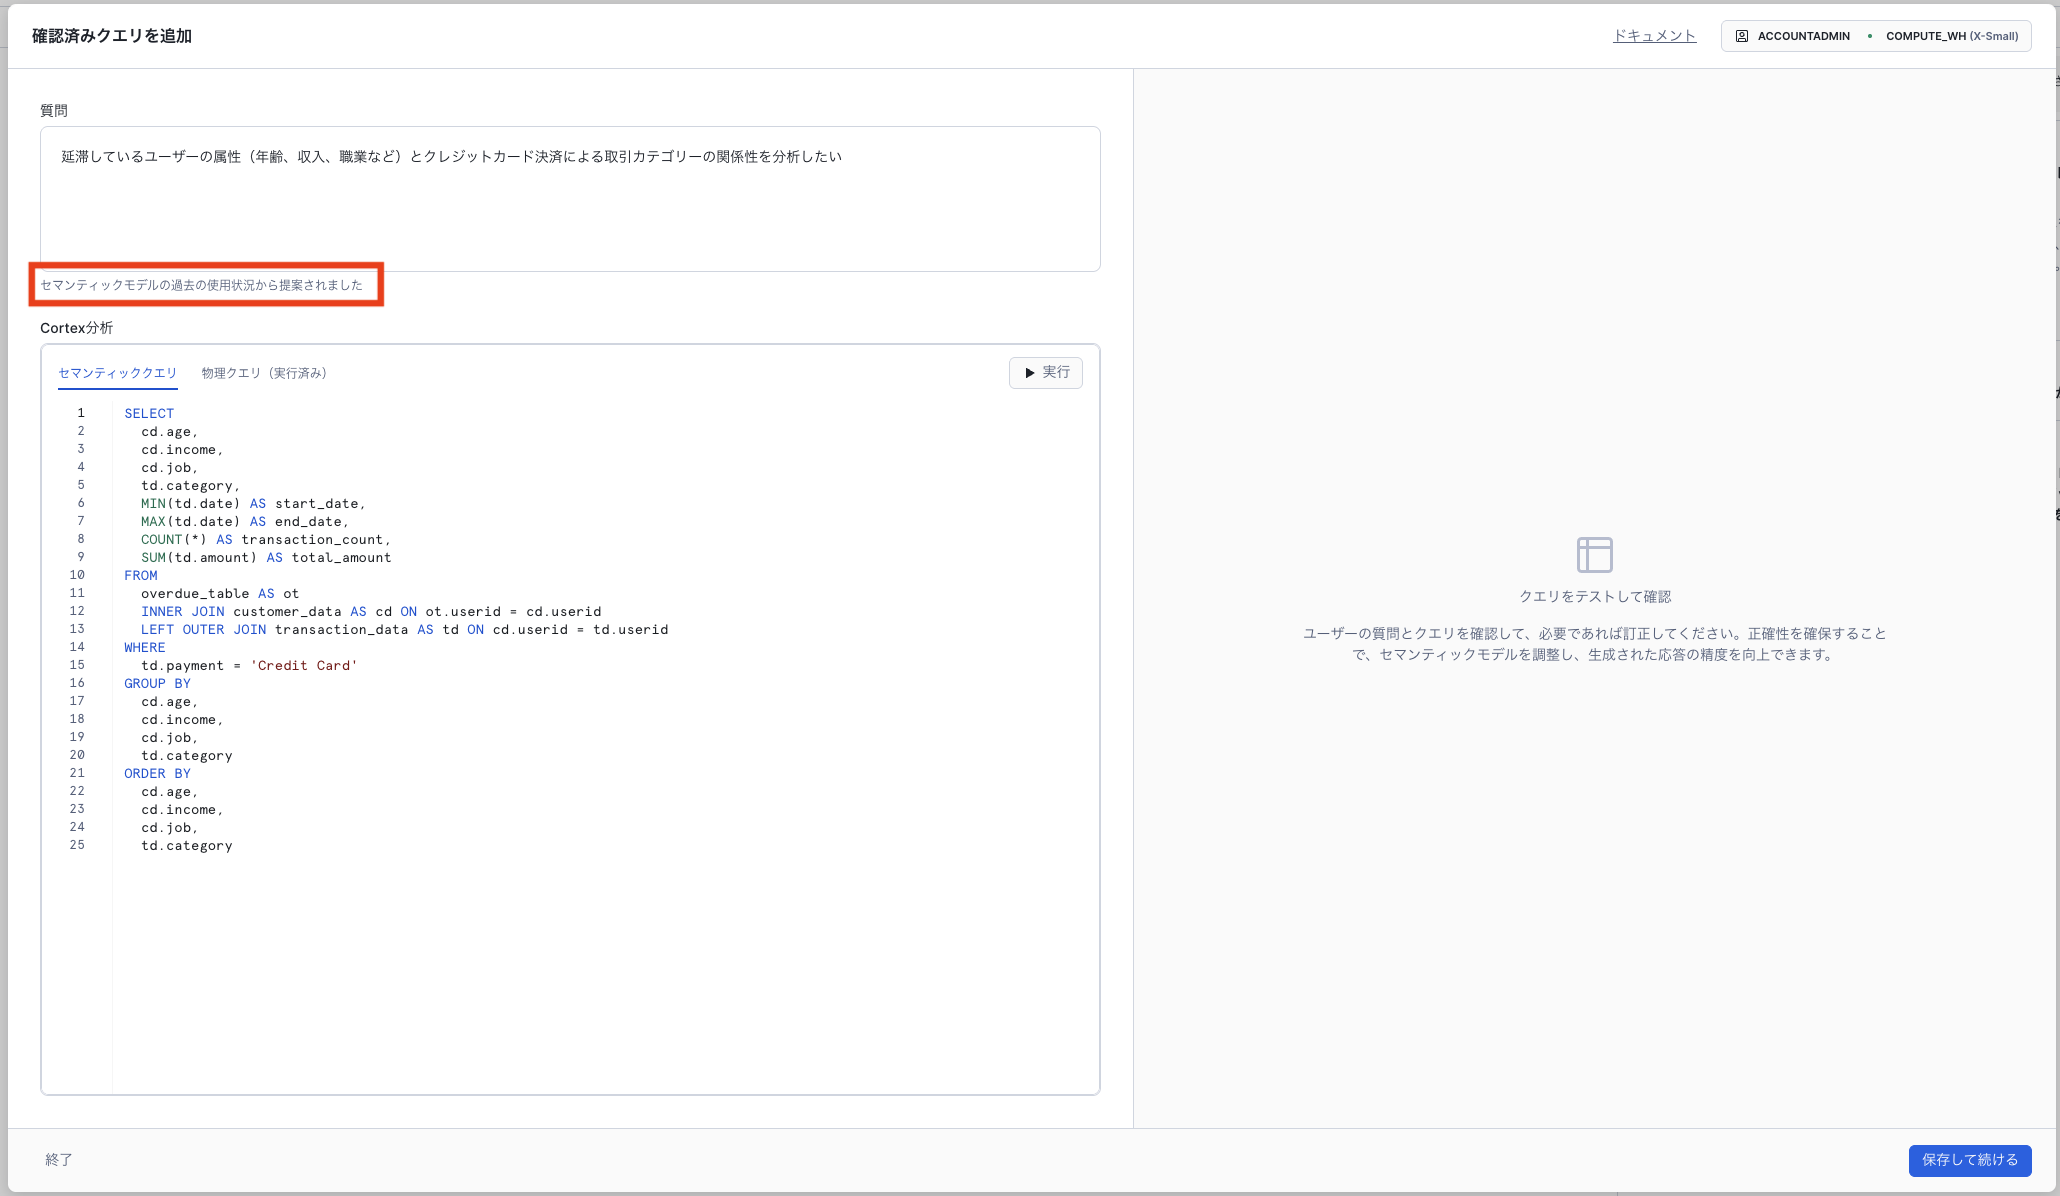 確認済みクエリを追加
ドキュメント
ACCOUNTADMIN • COMPUTE_WH (X-Small)
質問
延滞しているユーザーの属性（年齢、収入、職業など）とクレジットカード決済による取引カテゴリーの関係性を分析したい
セマンティックモデルの過去の使用状況から提案されました
Cortex分析
セマンティッククエリ 物理クエリ（実行済み）
実行
1 SELECT
2 cd.age,
3 cd.income,
4 cd.job,
5 td.category,
6 MIN(td.date) AS start_date,
7 MAX(td.date) AS end_date,
8 COUNT(*) AS transaction_count,
9 SUM(td.amount) AS total_amount
10 FROM
11 overdue_table AS ot
12 INNER JOIN customer_data AS cd ON ot.userid = cd.userid
13 LEFT OUTER JOIN transaction_data AS td ON cd.userid = td.userid
14 WHERE
15 td.payment = 'Credit Card'
16 GROUP BY
17 cd.age,
18 cd.income,
19 cd.job,
20 td.category
21 ORDER BY
22 cd.age,
23 cd.income,
24 cd.job,
25 td.category
クエリをテストして確認
ユーザーの質問とクエリを確認して、必要であれば訂正してください。正確性を確保すること
で、セマンティックモデルを調整し、生成された応答の精度を向上できます。
終了
保存して続ける